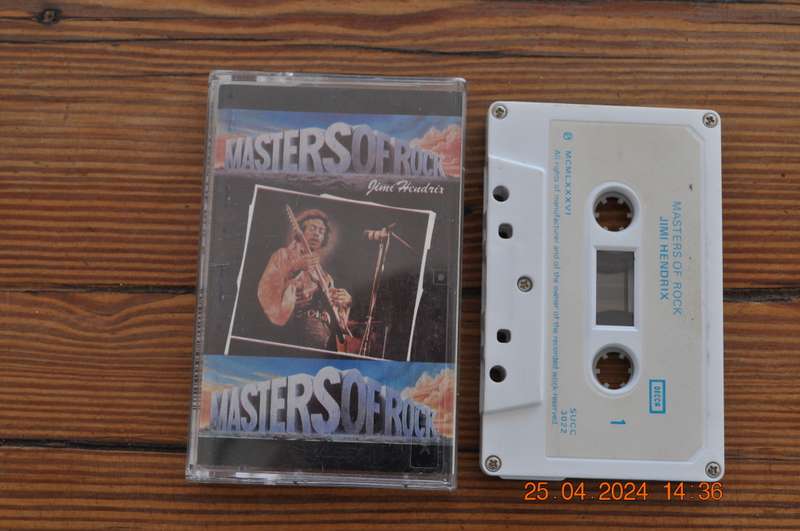 MASTERS OF ROCK
Jimi Hendrix
MASTERS OF ROCK
MASTERS OF ROCK
JIMI HENDRIX
MCMLXXXVI
All rights of manufacturer and of the owner of the recorded work reserved
DECCA
1
SUCC
3022
25.04.2024 14:36